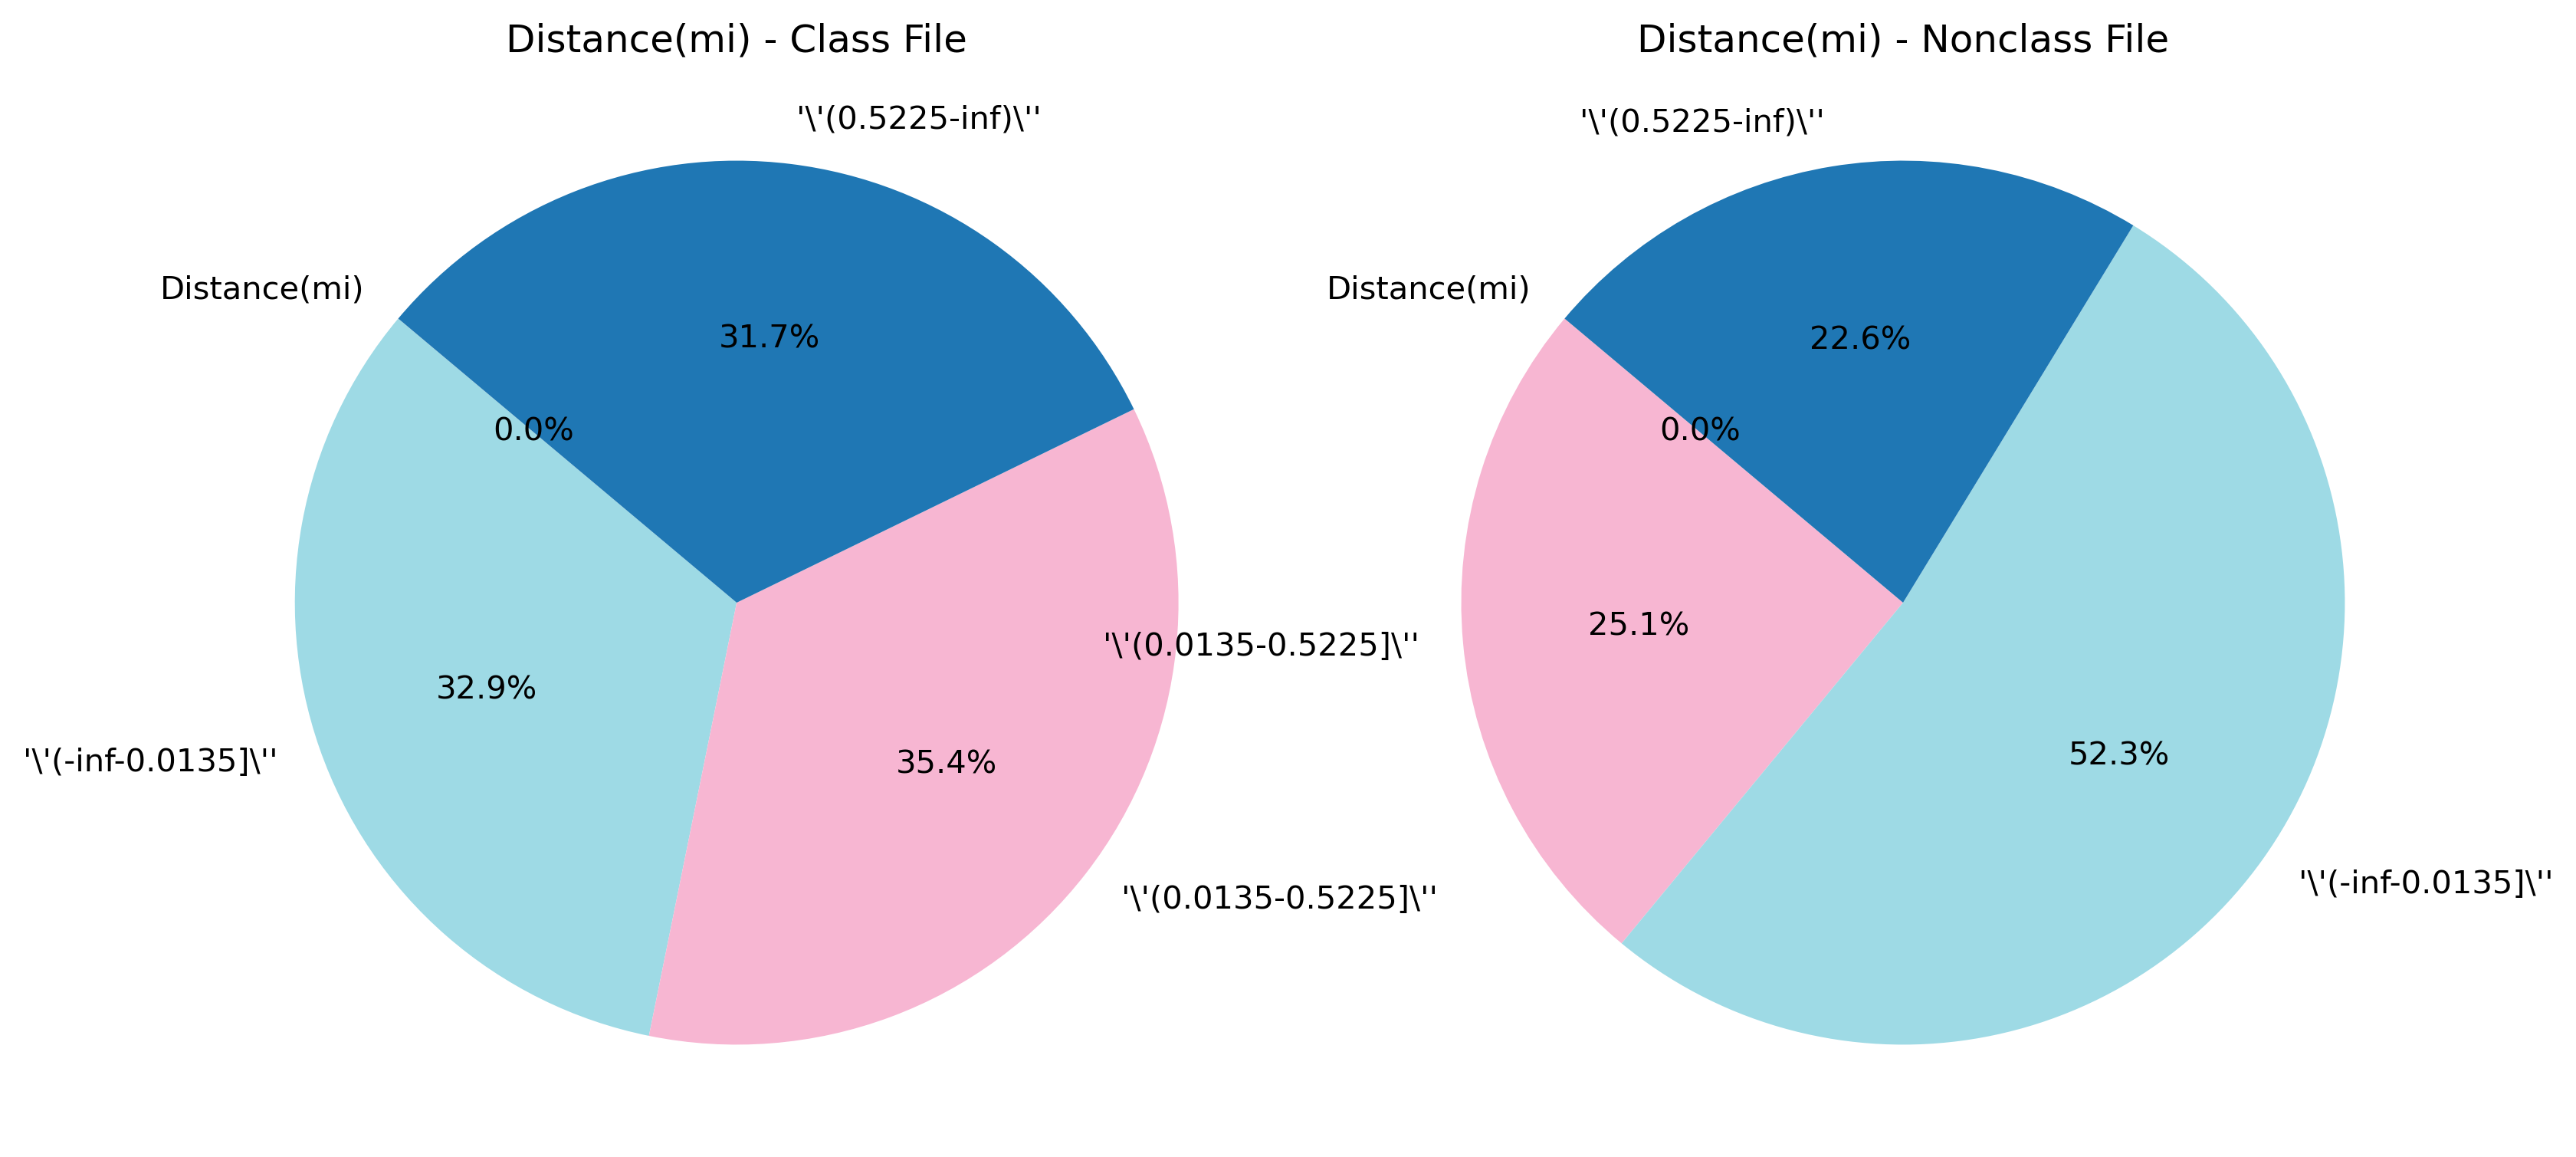 Distance(mi) - Class File
'\'(0.5225-inf)\''
Distance(mi)
31.7%
0.0%
32.9%
'\'(-inf-0.0135]\''
35.4%
'\'(0.0135-0.5225]\''
Distance(mi) - Nonclass File
'\'(0.5225-inf)\''
Distance(mi)
22.6%
0.0%
25.1%
'\'(0.0135-0.5225]\''
52.3%
'\'(-inf-0.0135]\''